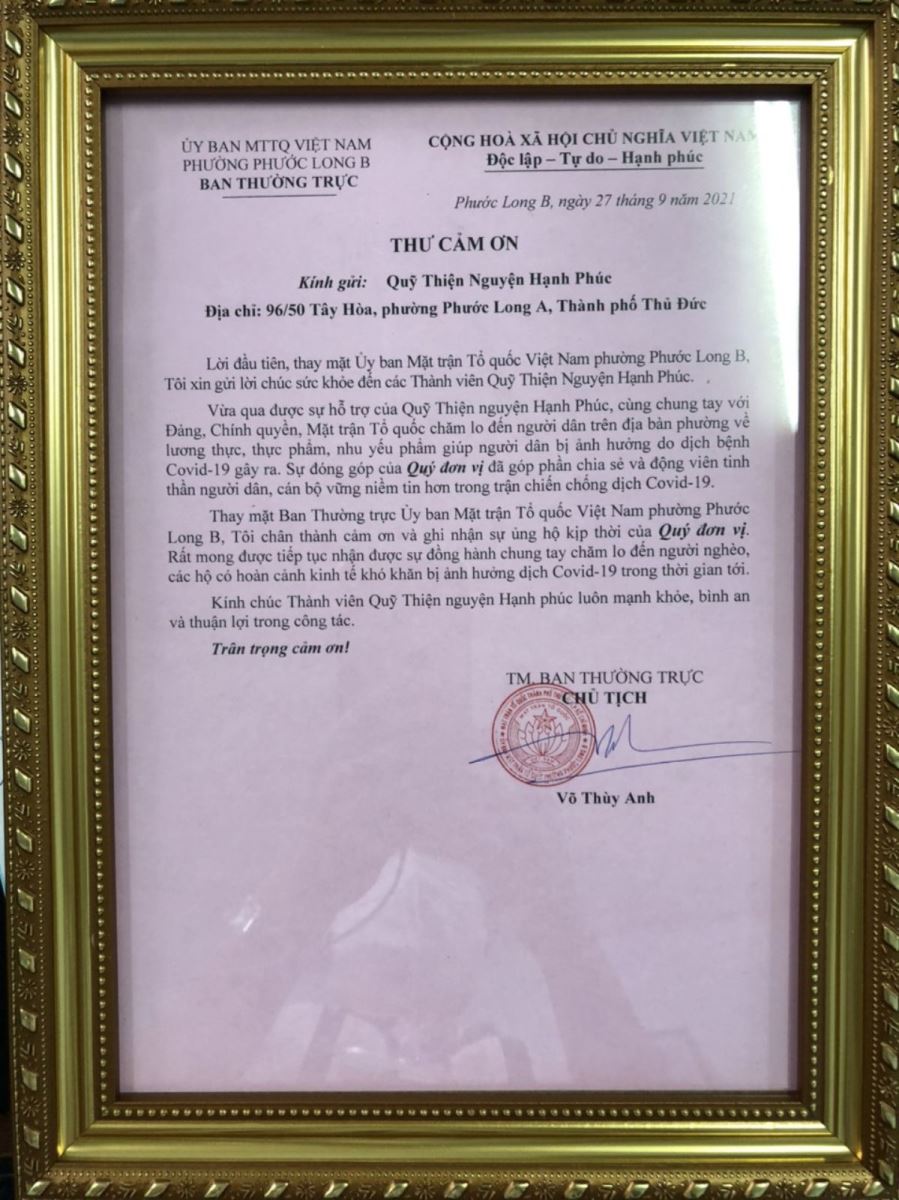 ỦY BAN MTTQ VIỆT NAM
PHƯỜNG PHƯỚC LONG B
BAN THƯỜNG TRỰC
CỘNG HOÀ XÃ HỘI CHỦ NGHĨA VIỆT NAM
Độc lập – Tự do – Hạnh phúc
Phước Long B, ngày 27 tháng 9 năm 2021
THƯ CẢM ƠN
Kính gửi: Quỹ Thiện Nguyện Hạnh Phúc
Địa chỉ: 96/50 Tây Hòa, phường Phước Long A, Thành phố Thủ Đức
Lời đầu tiên, thay mặt Ủy ban Mặt trận Tổ quốc Việt Nam phường Phước Long B,
Tôi xin gửi lời chúc sức khỏe đến các Thành viên Quỹ Thiện Nguyện Hạnh Phúc.
Vừa qua được sự hỗ trợ của Quỹ Thiện nguyện Hạnh Phúc, cùng chung tay với
Đảng, Chính quyền, Mặt trận Tổ quốc chăm lo đến người dân trên địa bàn phường về
lương thực, thực phẩm, nhu yếu phẩm giúp người dân bị ảnh hưởng do dịch bệnh
Covid-19 gây ra. Sự đóng góp của Quý đơn vị đã góp phần chia sẻ và động viên tinh
thần người dân, cán bộ vững niềm tin hơn trong trận chiến chống dịch Covid-19.
Thay mặt Ban Thường trực Ủy ban Mặt trận Tổ quốc Việt Nam phường Phước
Long B, Tôi chân thành cảm ơn và ghi nhận sự ủng hộ kịp thời của Quý đơn vị.
Rất mong được tiếp tục nhận được sự đồng hành chung tay chăm lo đến người nghèo,
các hộ có hoàn cảnh kinh tế khó khăn bị ảnh hưởng dịch Covid-19 trong thời gian tới.
Kính chúc Thành viên Quỹ Thiện nguyện Hạnh phúc luôn mạnh khỏe, bình an
và thuận lợi trong công tác.
Trân trọng cảm ơn!
TM. BAN THƯỜNG TRỰC
CHỦ TỊCH
MẶT TRẬN TỔ QUỐC
Võ Thùy Anh